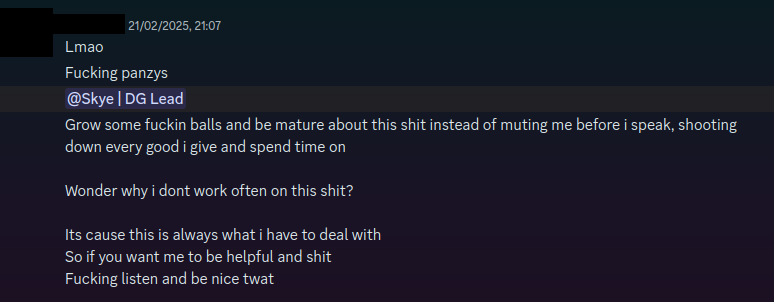 21/02/2025, 21:07
Lmao
Fucking panzys
@Skye | DG Lead
Grow some fuckin balls and be mature about this shit instead of muting me before i speak, shooting
down every good i give and spend time on
Wonder why i dont work often on this shit?
Its cause this is always what i have to deal with
So if you want me to be helpful and shit
Fucking listen and be nice twat